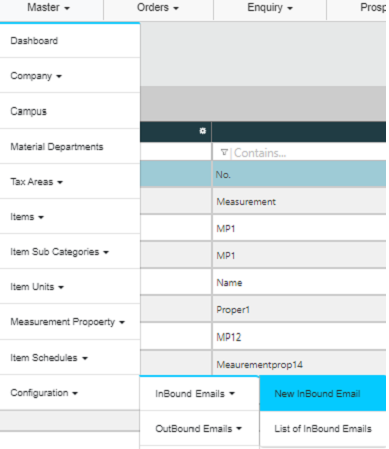 Master Orders Enquiry Prosp
Dashboard
Company
Campus
Material Departments
Contains...
Tax Areas
No.
Measurement
Items
MP1
Item Sub Categories
MP1
Item Units
Name
Proper1
Measurement Propoerty
MP12
Item Schedules
Meaurementprop14
Configuration
InBound Emails
New InBound Email
OutBound Emails
List of InBound Emails